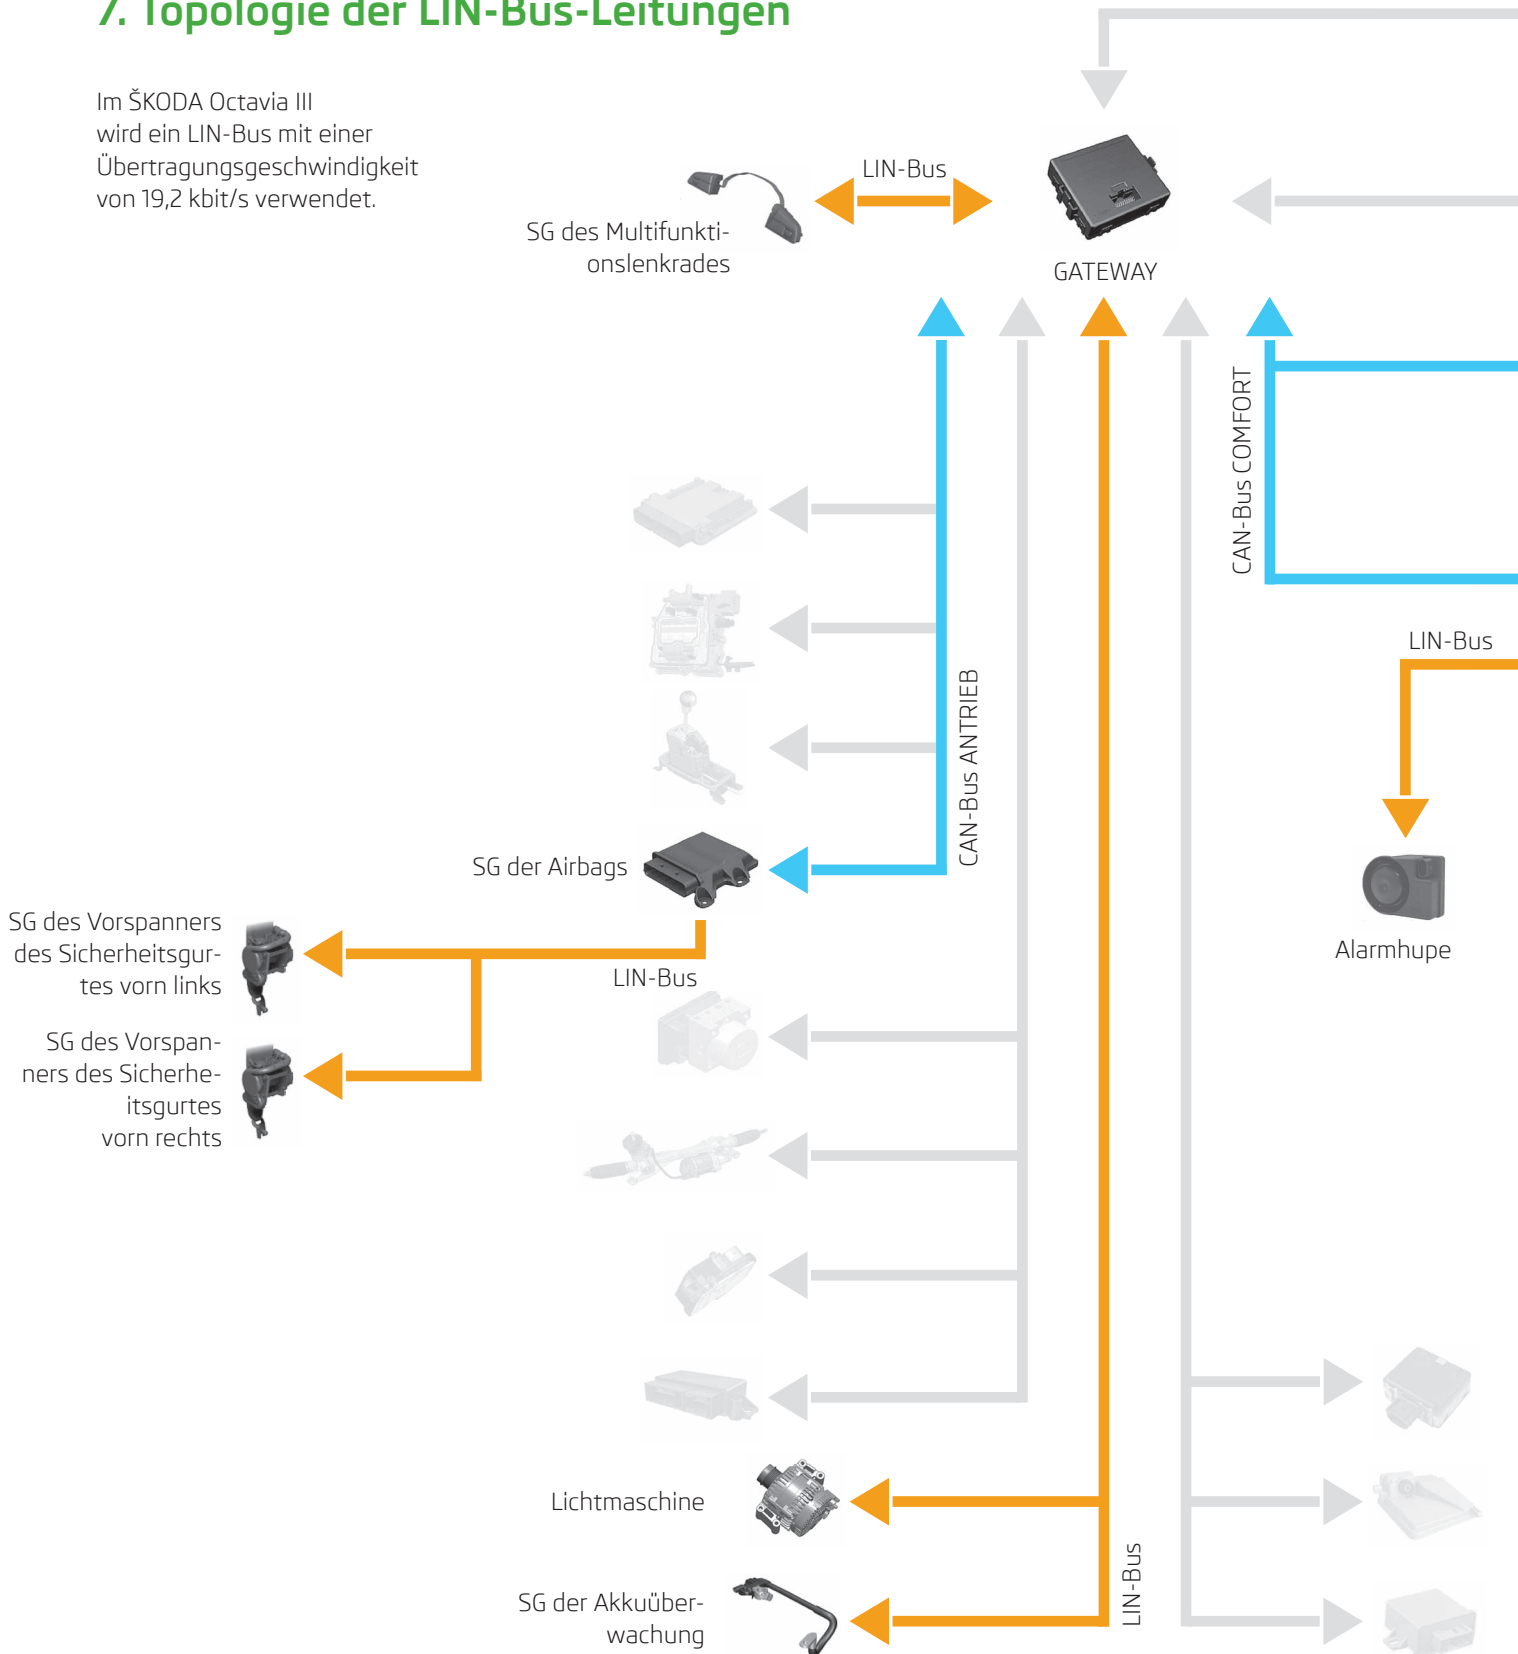 7. Topologie der LIN-Bus-Leitungen
Im ŠKODA Octavia III
wird ein LIN-Bus mit einer
Übertragungsgeschwindigkeit
von 19,2 kbit/s verwendet.
LIN-Bus
SG des Multifunkti-
onslenkrades
GATEWAY
CAN-Bus COMFORT
LIN-Bus
CAN-Bus ANTRIEB
SG der Airbags
SG des Vorspanners
des Sicherheitsgur-
tes vorn links
LIN-Bus
Alarmhupe
SG des Vorspan-
ners des Sicherhe-
itsgurtes
vorn rechts
Lichtmaschine
LIN-Bus
SG der Akkuüber-
wachung